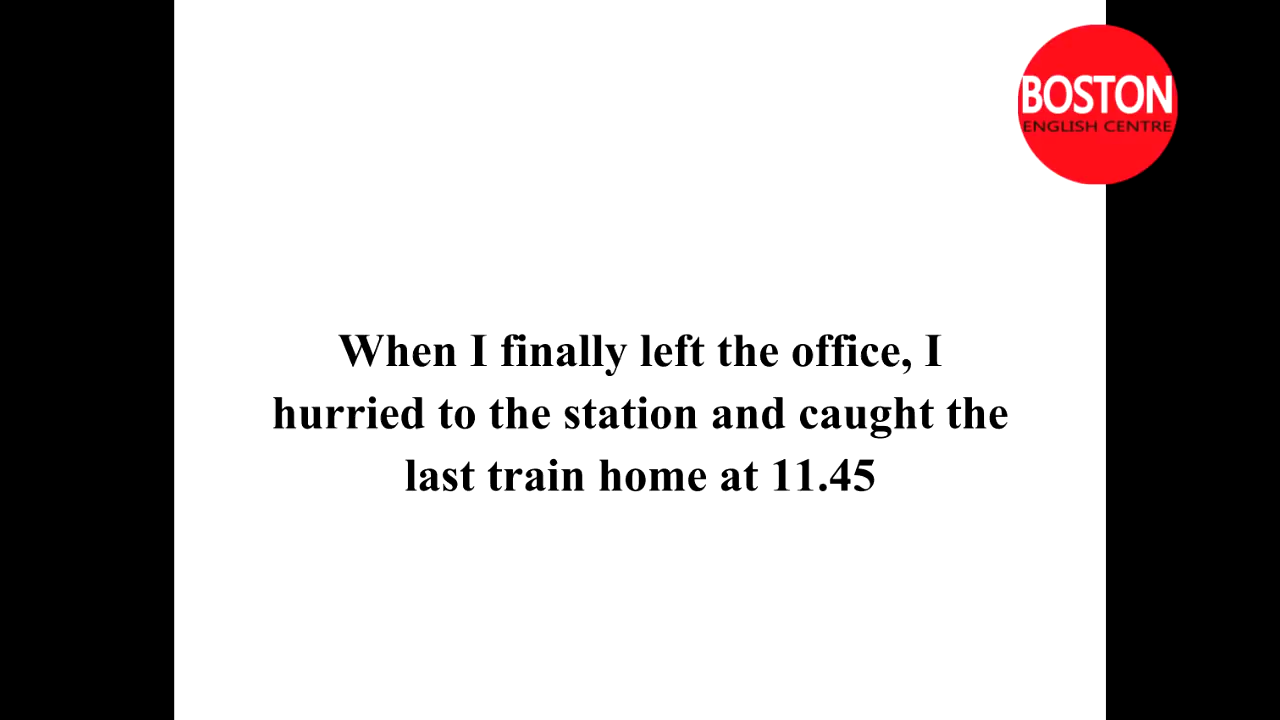 BOSTON
ENGLISH CENTRE
When I finally left the office, I
hurried to the station and caught the
last train home at 11.45